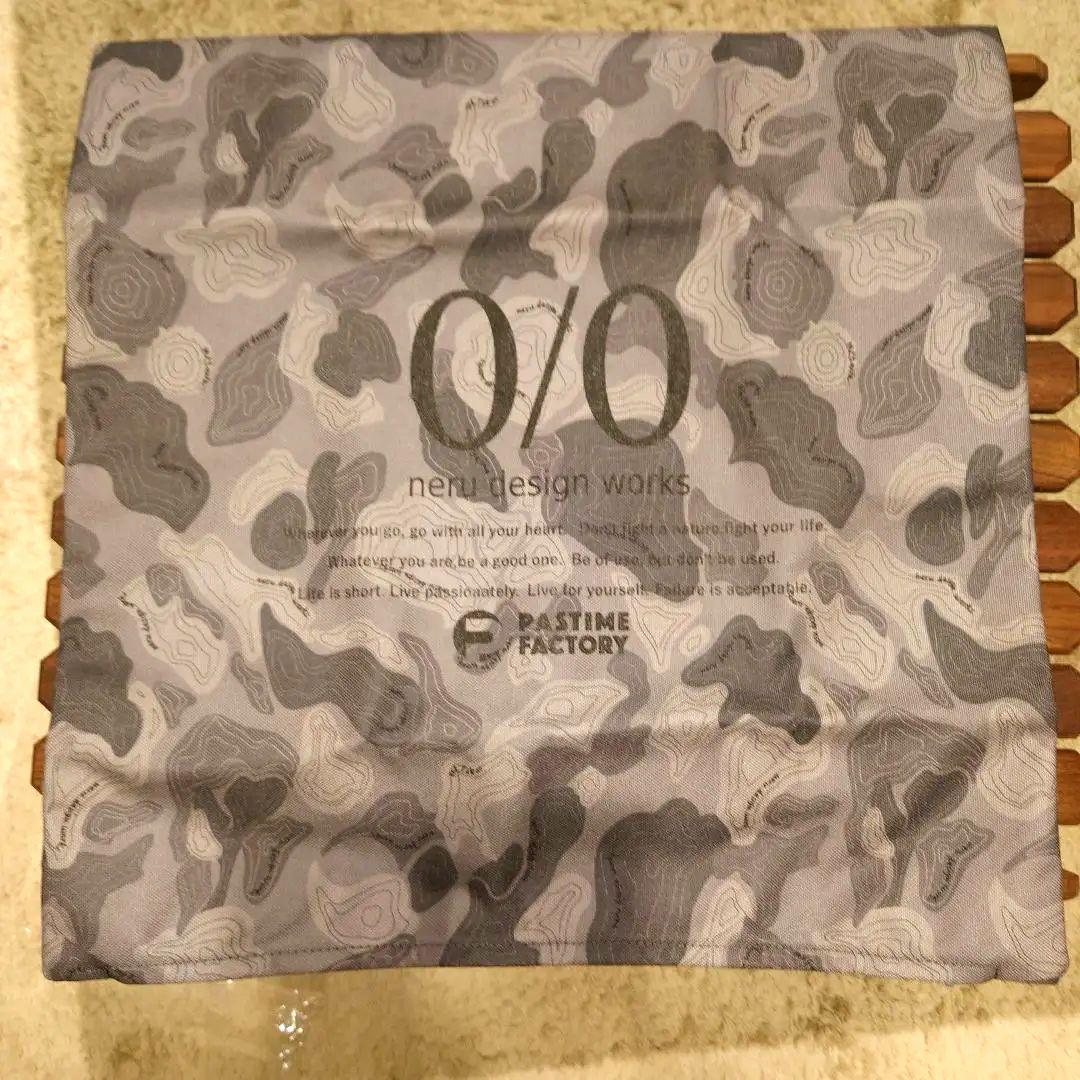 0/0
neru design works
Wherever you go, go with all your heart. Don't fight a nature,fight your life.
Whatever you are,be a good one. Be of use, but don't be used.
Life is short. Live passionately. Live for yourself. Failure is acceptable.
PASTIME
FACTORY